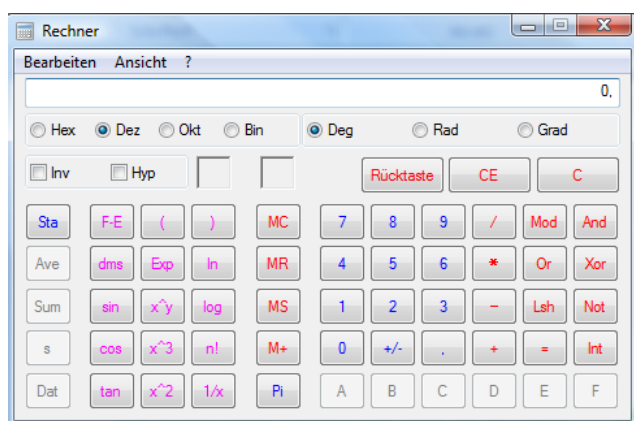 Rechner
Bearbeiten Ansicht ?
0,
Hex Dez Okt Bin Deg Rad Grad
Inv Hyp Rücktaste CE C
Sta F-E ( ) MC 7 8 9 / Mod And
Ave dms Exp ln MR 4 5 6 * Or Xor
Sum sin x^y log MS 1 2 3 - Lsh Not
s cos x^3 n! M+ 0 +/- , + = Int
Dat tan x^2 1/x Pi A B C D E F